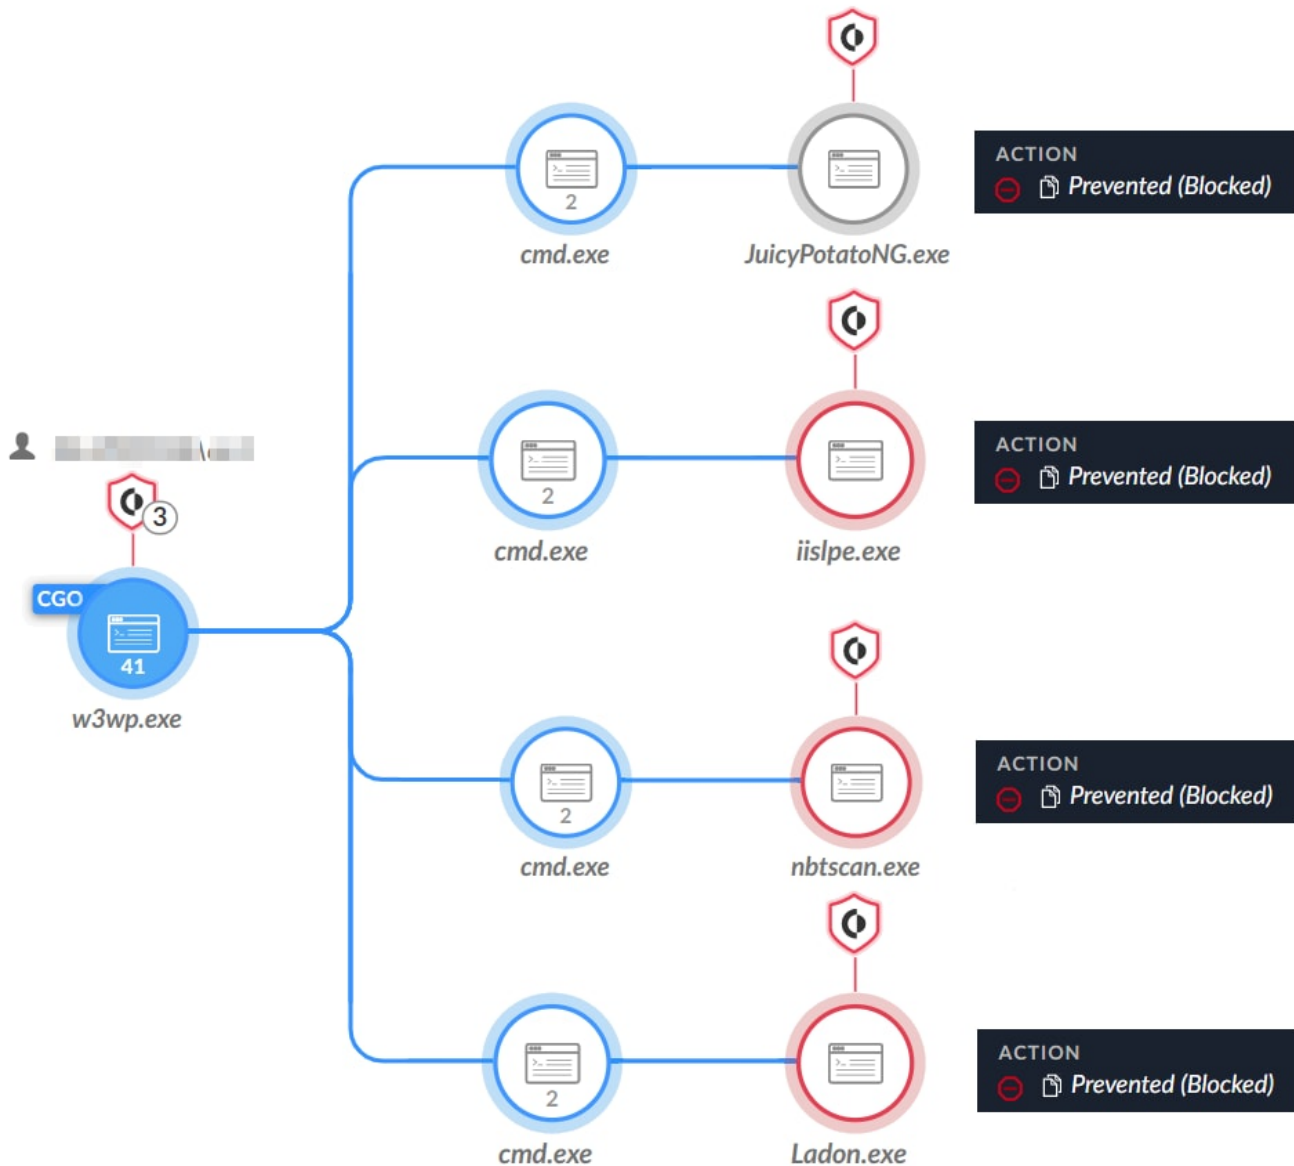 2
cmd.exe
JuicyPotatoNG.exe
ACTION
Prevented (Blocked)
2
cmd.exe
iislpe.exe
ACTION
Prevented (Blocked)
\
3
CGO
41
w3wp.exe
2
cmd.exe
nbtscan.exe
ACTION
Prevented (Blocked)
2
cmd.exe
Ladon.exe
ACTION
Prevented (Blocked)